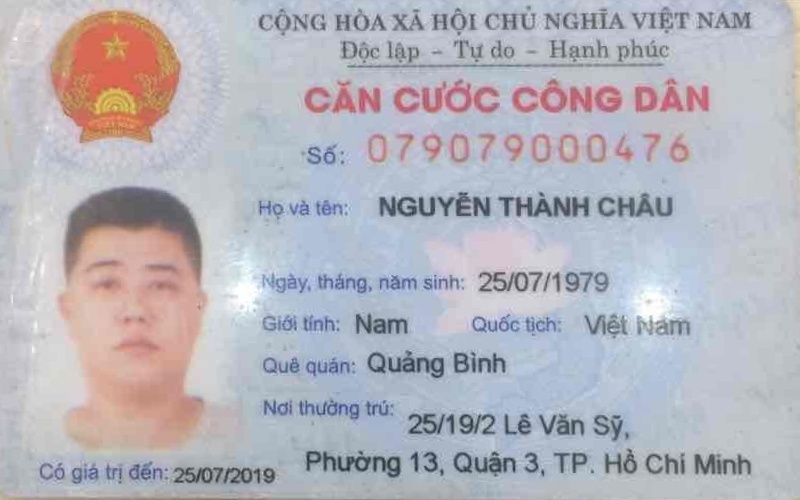 CỘNG HÒA XÃ HỘI CHỦ NGHĨA VIỆT NAM
Độc lập - Tự do - Hạnh phúc
CĂN CƯỚC CÔNG DÂN
Số: 079079000476
Họ và tên: NGUYỄN THÀNH CHÂU
Ngày, tháng, năm sinh: 25/07/1979
Giới tính: Nam Quốc tịch: Việt Nam
Quê quán: Quảng Bình
Nơi thường trú: 25/19/2 Lê Văn Sỹ,
Phường 13, Quận 3, TP. Hồ Chí Minh
Có giá trị đến: 25/07/2019